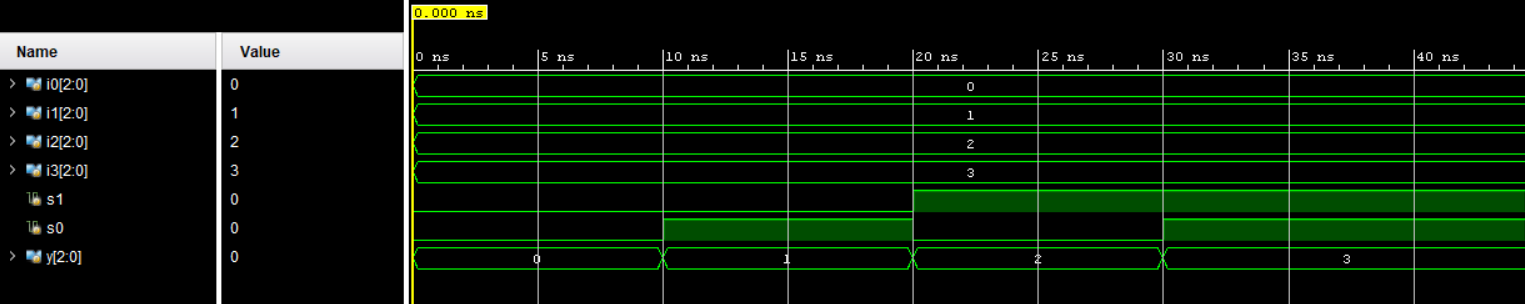 0.000 ns
Name Value
0 ns 5 ns 10 ns 15 ns 20 ns 25 ns 30 ns 35 ns 40 ns
i0[2:0] 0 0
i1[2:0] 1 1
i2[2:0] 2 2
i3[2:0] 3 3
s1 0
s0 0
y[2:0] 0 0 1 2 3